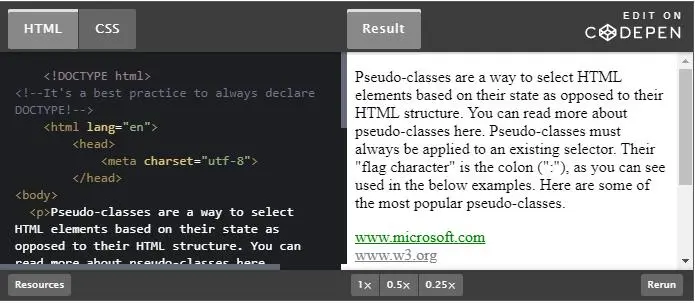 HTML
CSS
Result
EDIT ON
CODEPEN
<!DOCTYPE html>
<!--It's a best practice to always declare
DOCTYPE!-->
<html lang="en">
<head>
<meta charset="utf-8">
</head>
<body>
<p>Pseudo-classes are a way to select
HTML elements based on their state as
opposed to their HTML structure. You can
read more about pseudo-classes here.
Pseudo-classes are a way to select HTML
elements based on their state as opposed to their
HTML structure. You can read more about
pseudo-classes here. Pseudo-classes must
always be applied to an existing selector. Their
"flag character" is the colon (":"), as you can see
used in the below examples. Here are some of
the most popular pseudo-classes.
www.microsoft.com
www.w3.org
Resources
1×
0.5×
0.25×
Rerun